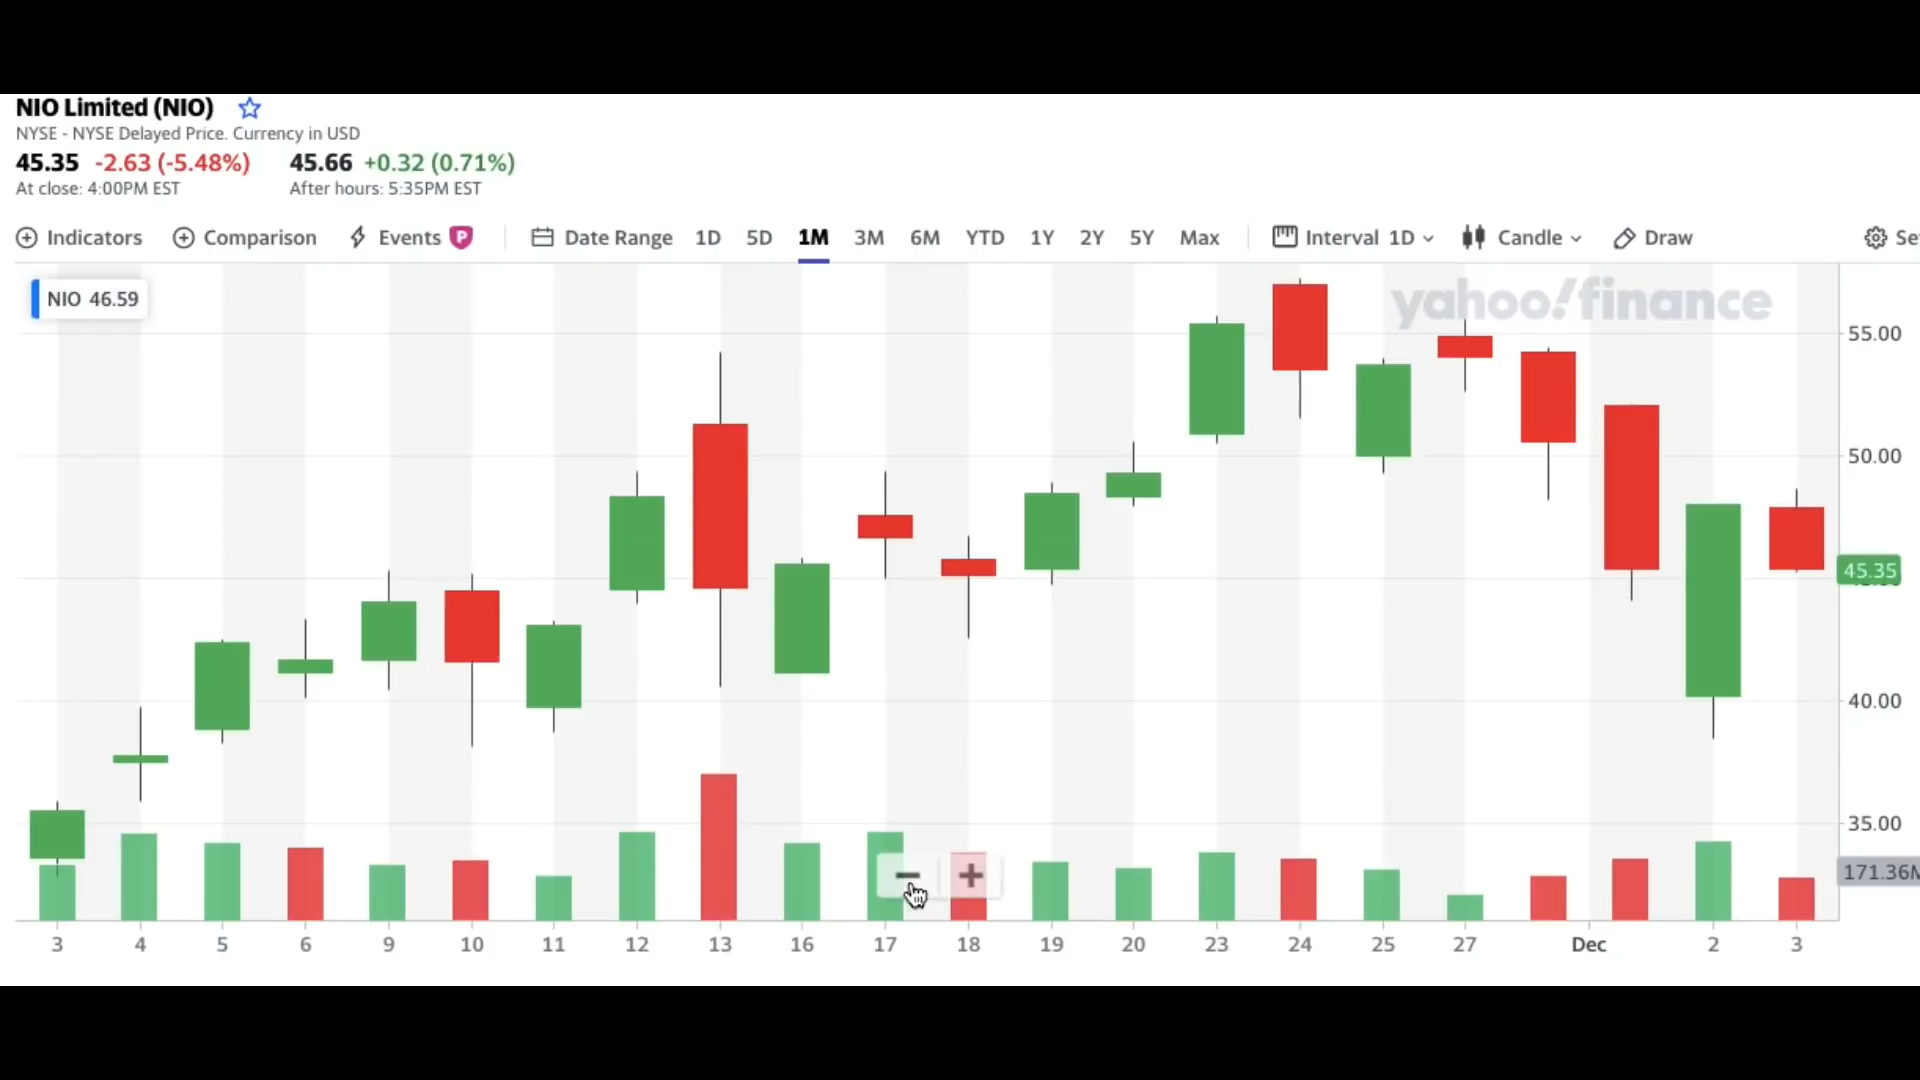 NIO Limited (NIO)
NYSE - NYSE Delayed Price. Currency in USD
45.35 -2.63 (-5.48%) 45.66 +0.32 (0.71%)
At close: 4:00PM EST After hours: 5:35PM EST
Indicators Comparison Events P Date Range 1D 5D 1M 3M 6M YTD 1Y 2Y 5Y Max Interval 1D Candle Draw
NIO 46.59
yahoo!finance
55.00
50.00
45.35
40.00
35.00
171.36M
3 4 5 6 9 10 11 12 13 16 17 18 19 20 23 24 25 27 Dec 2 3